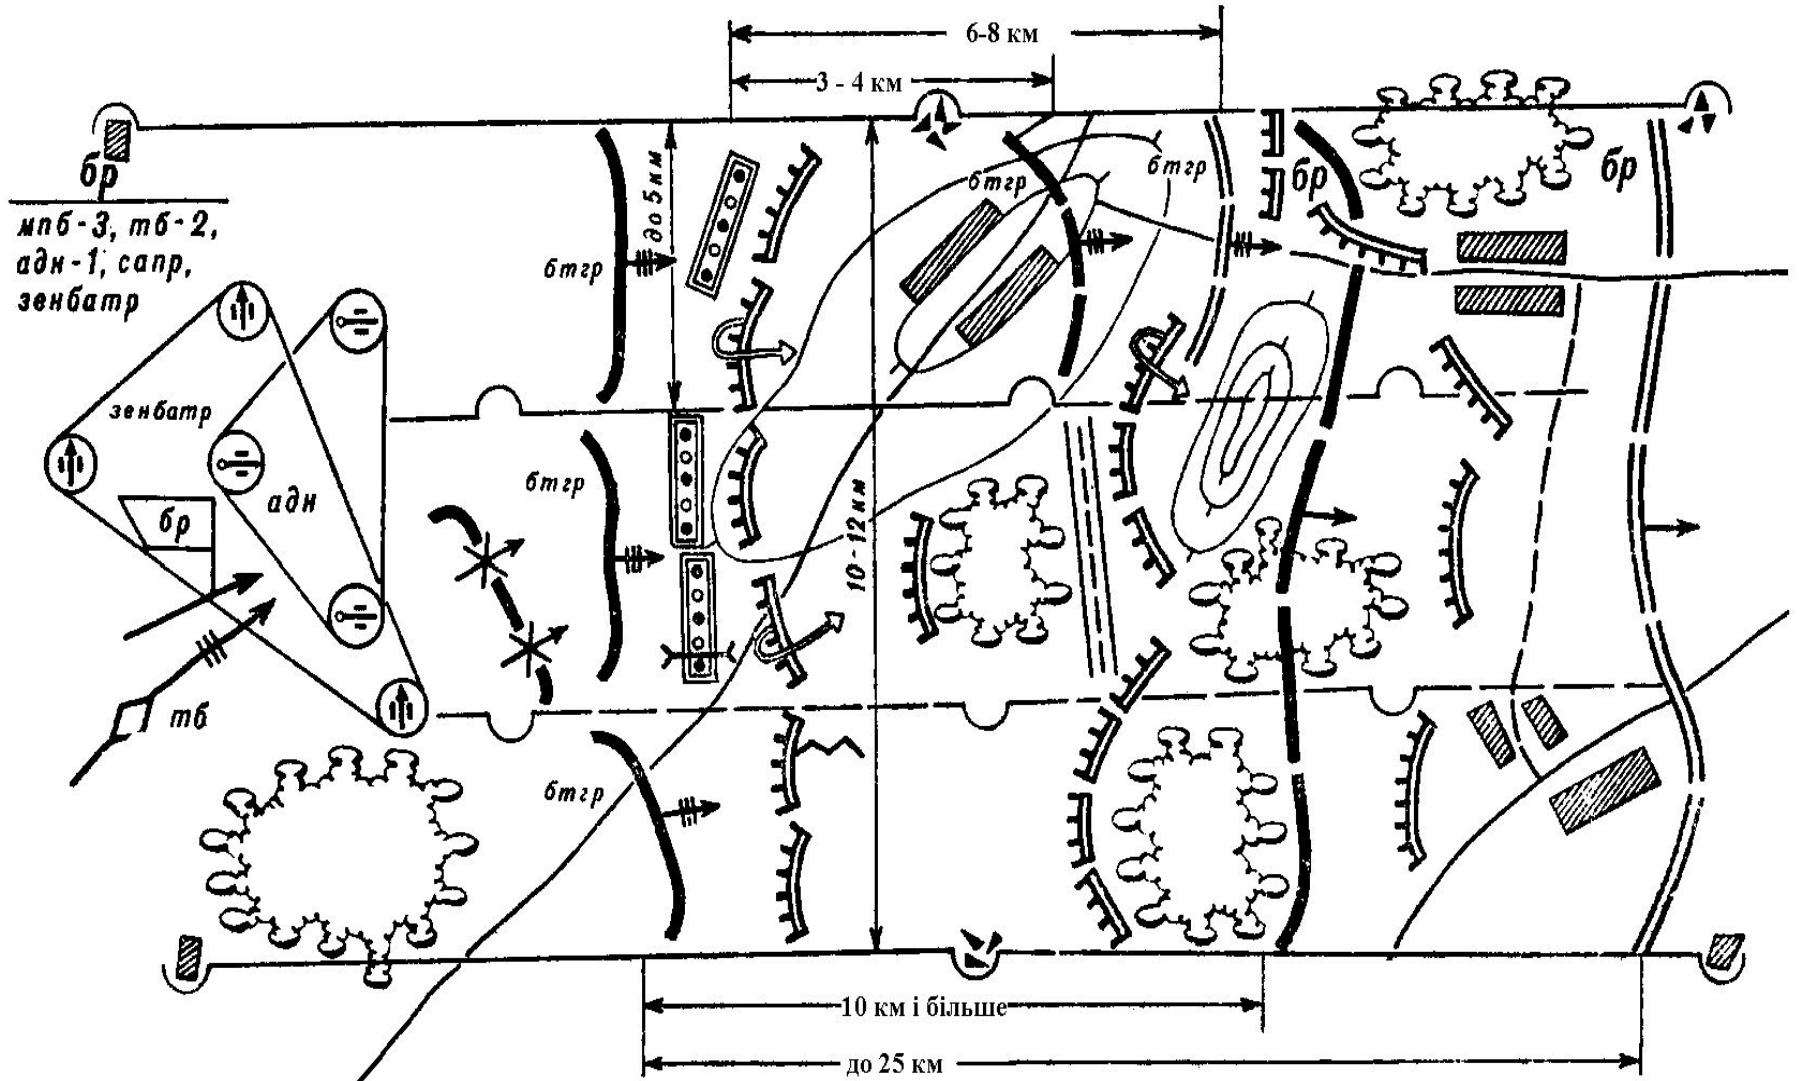 6-8 км
3 - 4 км
бр
мпб-3, тб-2,
адн-1, сапр,
зенбатр
до 5 км
бтгр
бтгр
бтгр
бр
бр
зенбатр
адн
бр
бтгр
10-12 км
тб
бтгр
10 км і більше
до 25 км